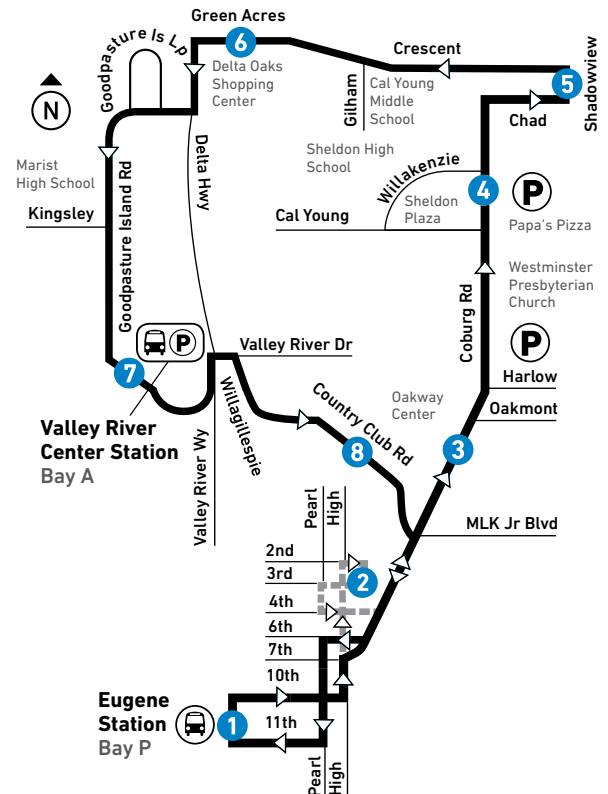 Green Acres
6
Goodpasture Is Lp
Delta Oaks
Shopping
Center
Crescent
5
Shadowview
N
Gilham
Cal Young
Middle
School
Chad
Sheldon High
School
Marist
High School
Delta Hwy
Willakenzie
4
P
Sheldon
Plaza
Papa's Pizza
Kingsley
Cal Young
Goodpasture Island Rd
Westminster
Presbyterian
Church
Coburg Rd
P
P
Valley River Dr
7
Harlow
Willagillespie
Country Club Rd
Oakway
Center
Oakmont
Valley River
Center Station
Bay A
3
8
Valley River Wy
Pearl
High
MLK Jr Blvd
2nd
3rd
2
4th
6th
7th
10th
Eugene
Station
Bay P
1
11th
Pearl
High